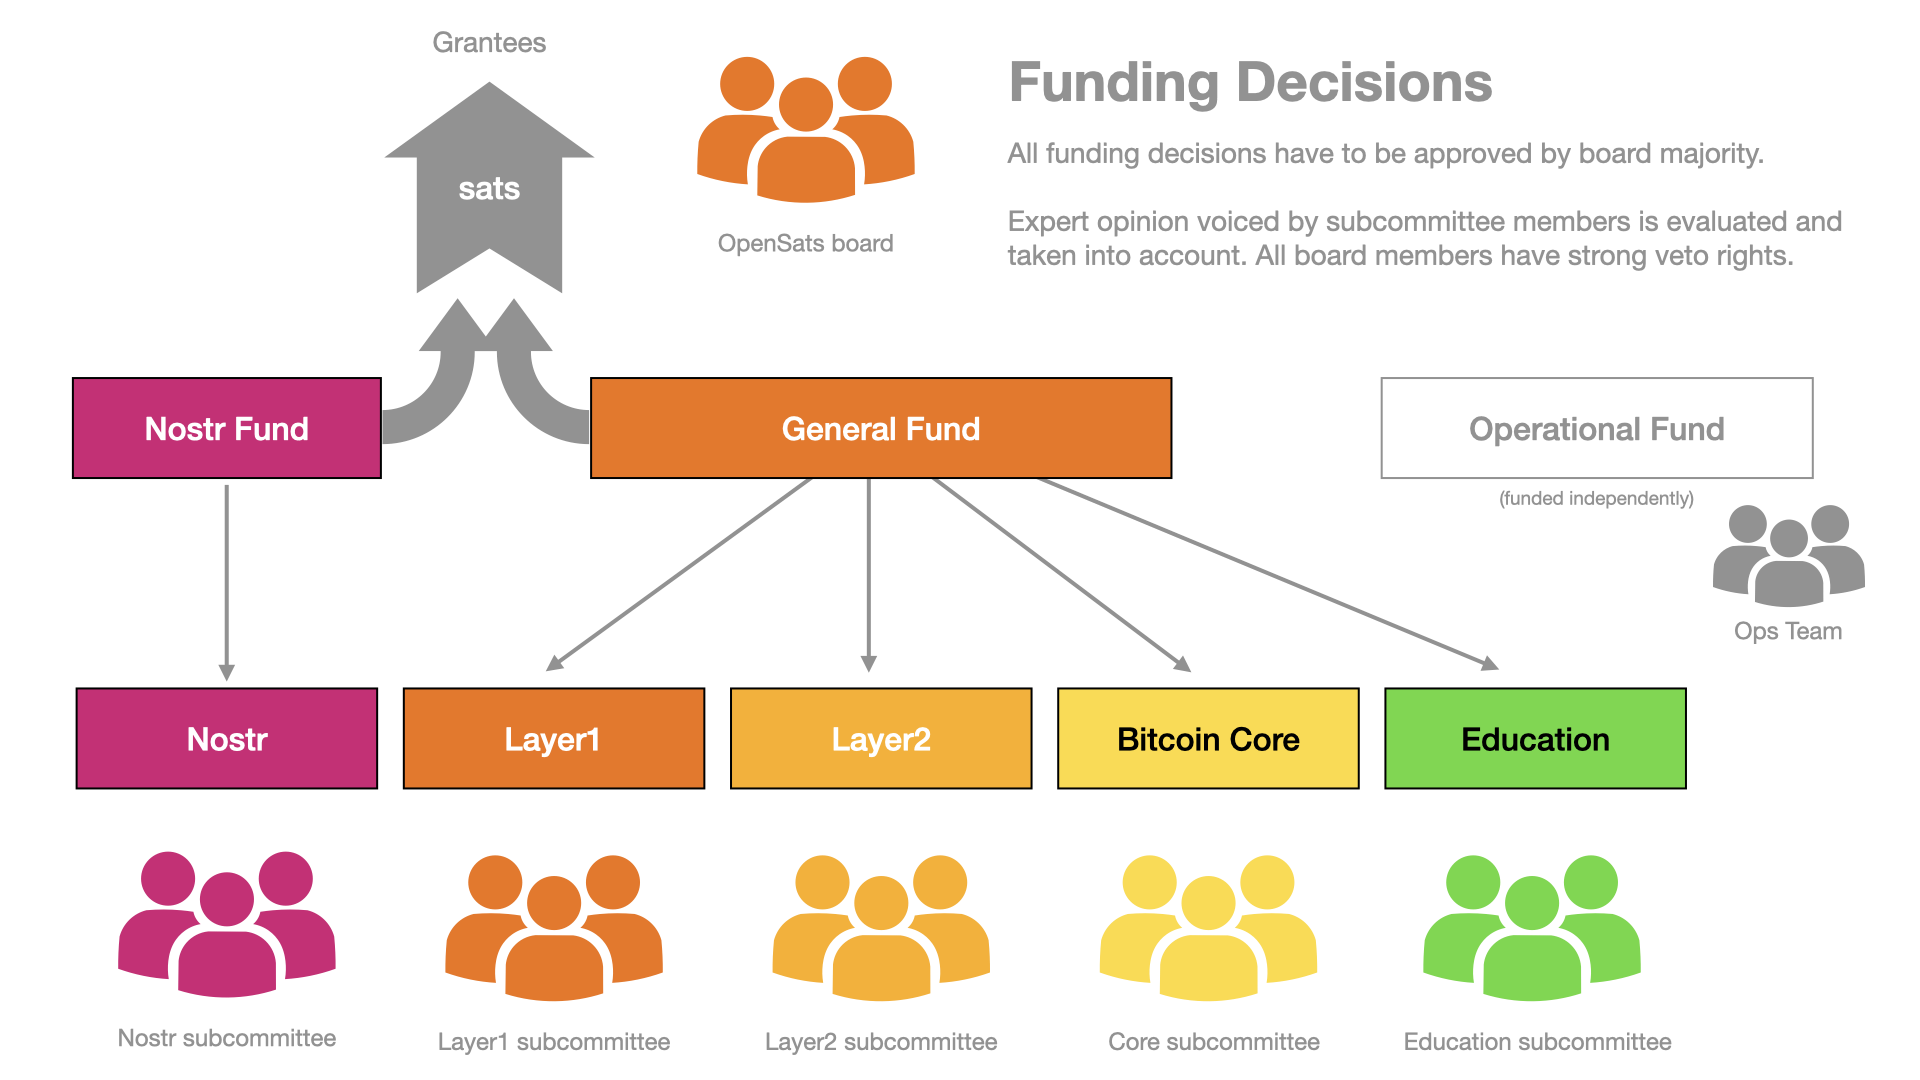 Grantees
sats
OpenSats board
Funding Decisions
All funding decisions have to be approved by board majority.
Expert opinion voiced by subcommittee members is evaluated and
taken into account. All board members have strong veto rights.
Nostr Fund
General Fund
Operational Fund
(funded independently)
Ops Team
Nostr
Layer1
Layer2
Bitcoin Core
Education
Nostr subcommittee
Layer1 subcommittee
Layer2 subcommittee
Core subcommittee
Education subcommittee